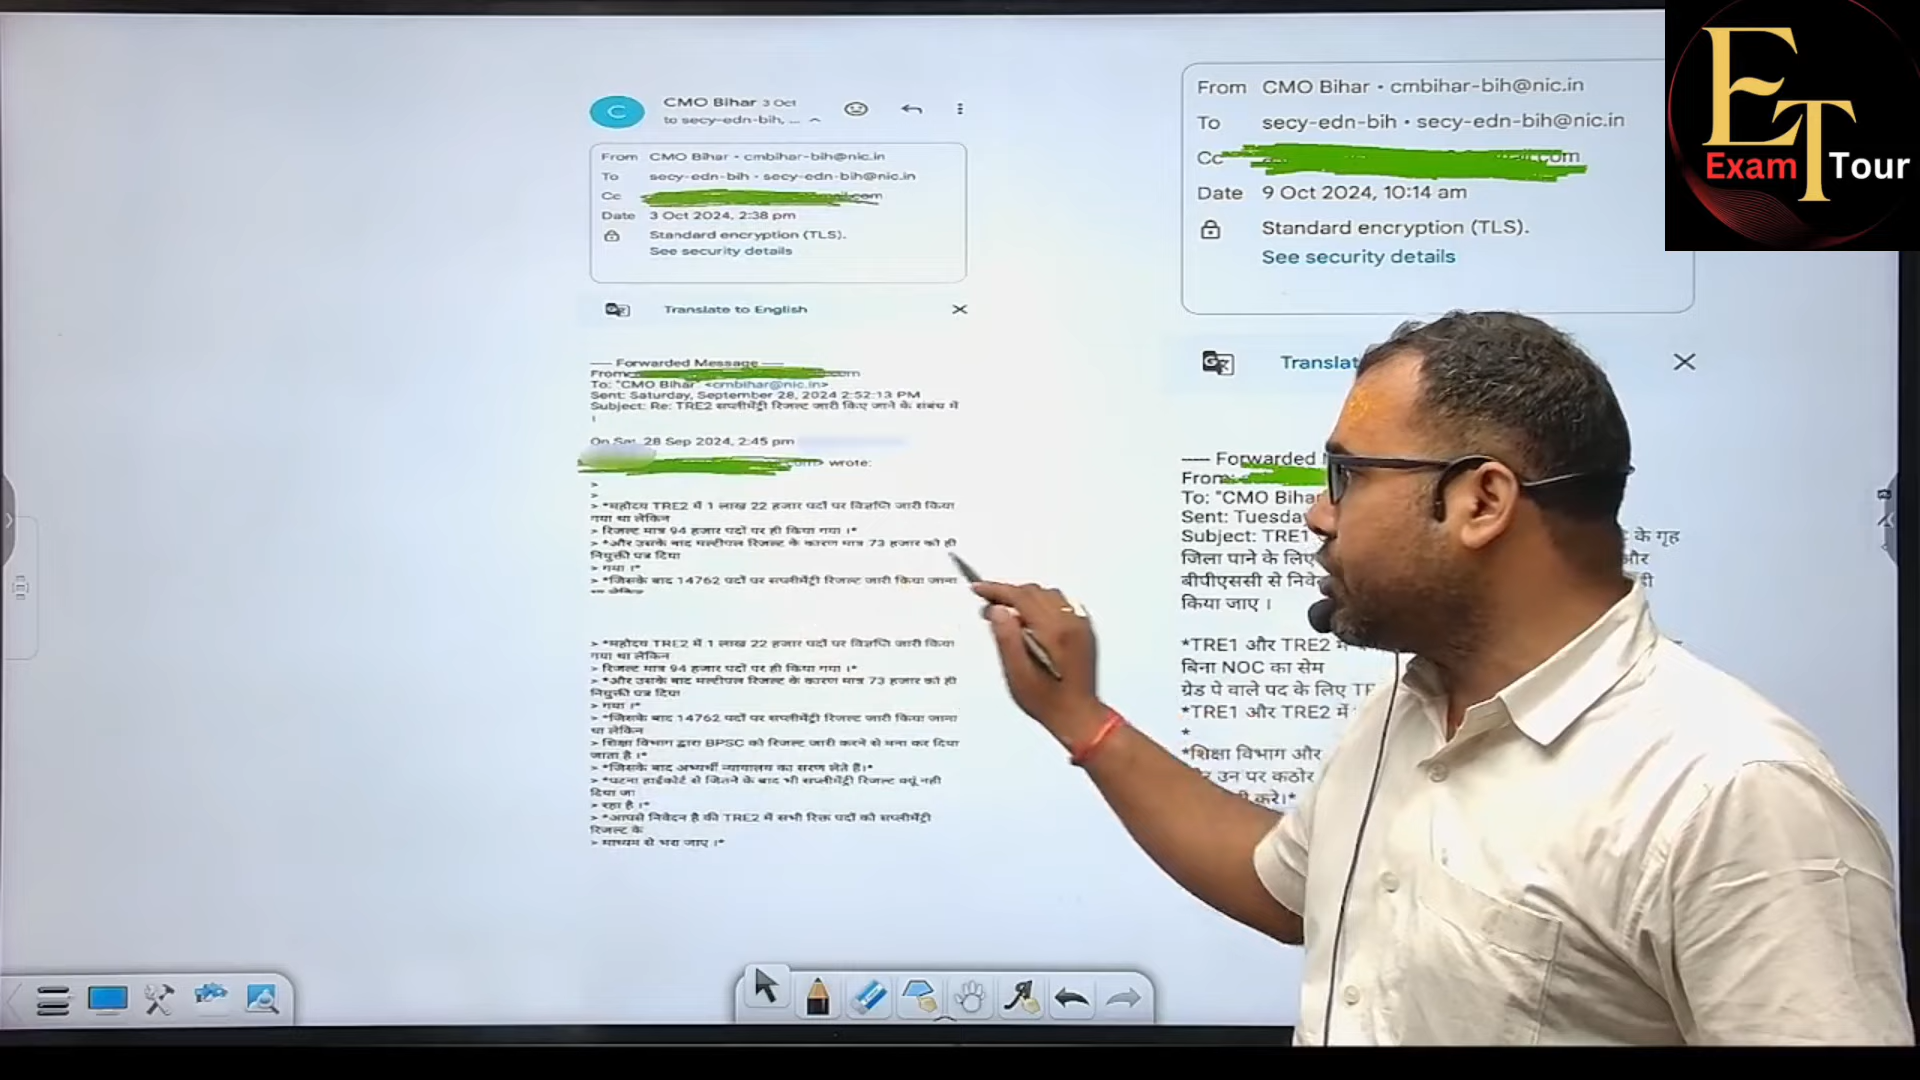 CMO Bihar 3 Oct
to secy-edn-bih, ...
C
From CMO Bihar • cmbihar-bih@nic.in
To secy-edn-bih • secy-edn-bih@nic.in
Cc
Date 3 Oct 2024, 2:38 pm
Standard encryption (TLS).
See security details
Translate to English
---- Forwarded Message ----
From:
To: "CMO Bihar" <cmbihar@nic.in>
Sent: Saturday, September 28, 2024 2:52:13 PM
Subject: Re: TRE2 सप्लीमेंट्री रिजल्ट जारी किए जाने के संबंध में
।
On Sat, 28 Sep 2024, 2:45 pm
wrote:
>
>
> *महोदय TRE2 में 1 लाख 22 हजार पदों पर विज्ञप्ति जारी किया
गया था लेकिन
> रिजल्ट मात्र 94 हजार पदों पर ही किया गया ।*
> *और उसके बाद मल्टीपल रिजल्ट के कारण मात्र 73 हजार को ही
नियुक्ती पत्र दिया
> गया ।*
> *जिसके बाद 14762 पदों पर सप्लीमेंट्री रिजल्ट जारी किया जाना
> *महोदय TRE2 में 1 लाख 22 हजार पदों पर विज्ञप्ति जारी किया
गया था लेकिन
> रिजल्ट मात्र 94 हजार पदों पर ही किया गया ।*
> *और उसके बाद मल्टीपल रिजल्ट के कारण मात्र 73 हजार को ही
नियुक्ती पत्र दिया
> गया ।*
> *जिसके बाद 14762 पदों पर सप्लीमेंट्री रिजल्ट जारी किया जाना
था लेकिन
> शिक्षा विभाग द्वारा BPSC को रिजल्ट जारी करने से मना कर दिया
जाता है ।*
> *जिसके बाद अभ्यर्थी न्यायालय का सरण लेते हैं।*
> *पटना हाईकोर्ट से जितने के बाद भी सप्लीमेंट्री रिजल्ट क्यूं नही
दिया जा
> रहा है ।*
> *आपसे निवेदन है की TRE2 में सभी रिक्त पदों को सप्लीमेंट्री
रिजल्ट के
> माध्यम से भरा जाए ।*
From CMO Bihar • cmbihar-bih@nic.in
To secy-edn-bih • secy-edn-bih@nic.in
Cc
Date 9 Oct 2024, 10:14 am
Standard encryption (TLS).
See security details
---- Forwarded
From:
To: "CMO Bihar
Sent: Tuesday
Subject: TRE1 के गृह
जिला पाने के लिए और
बीपीएससी से
किया जाए ।
*TRE1 और TRE2 में
बिना NOC का सेम
ग्रेड पे वाले पद के लिए
*TRE1 और TRE2 में
*
*शिक्षा विभाग और
उन पर कठोर
करे।*
ET
Exam Tour